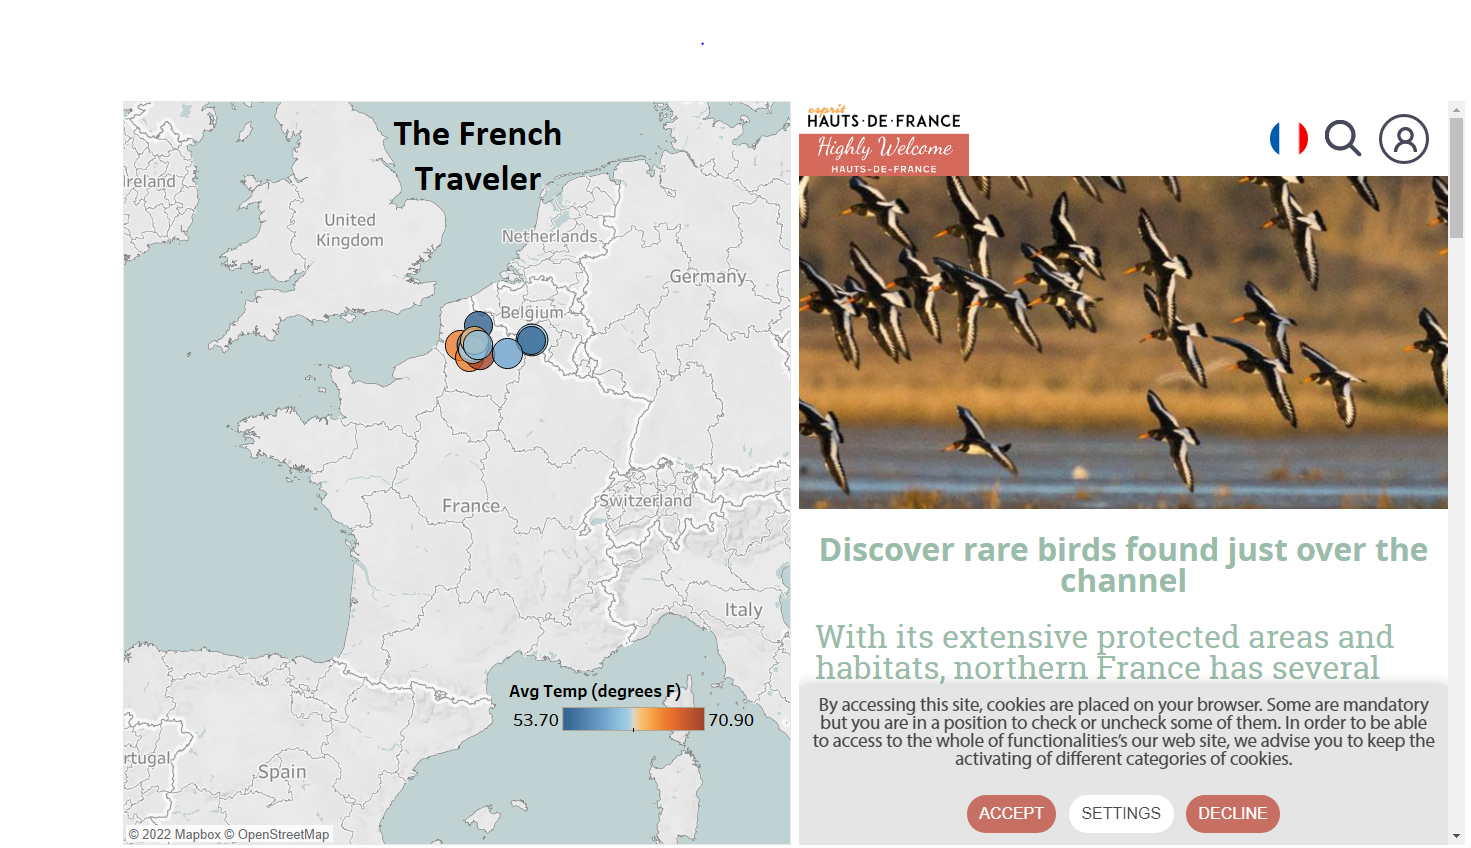 The French
Traveler
Ireland
United
Kingdom
Netherlands
Germany
Belgium
France
Switzerland
Italy
Spain
rtugal
Avg Temp (degrees F)
53.70
70.90
© 2022 Mapbox © OpenStreetMap
esprit
HAUTS·DE·FRANCE
Highly Welcome
HAUTS-DE-FRANCE
Discover rare birds found just over the
channel
With its extensive protected areas and
habitats, northern France has several
By accessing this site, cookies are placed on your browser. Some are mandatory
but you are in a position to check or uncheck some of them. In order to be able
to access to the whole of functionalities’s our web site, we advise you to keep the
activating of different categories of cookies.
ACCEPT
SETTINGS
DECLINE